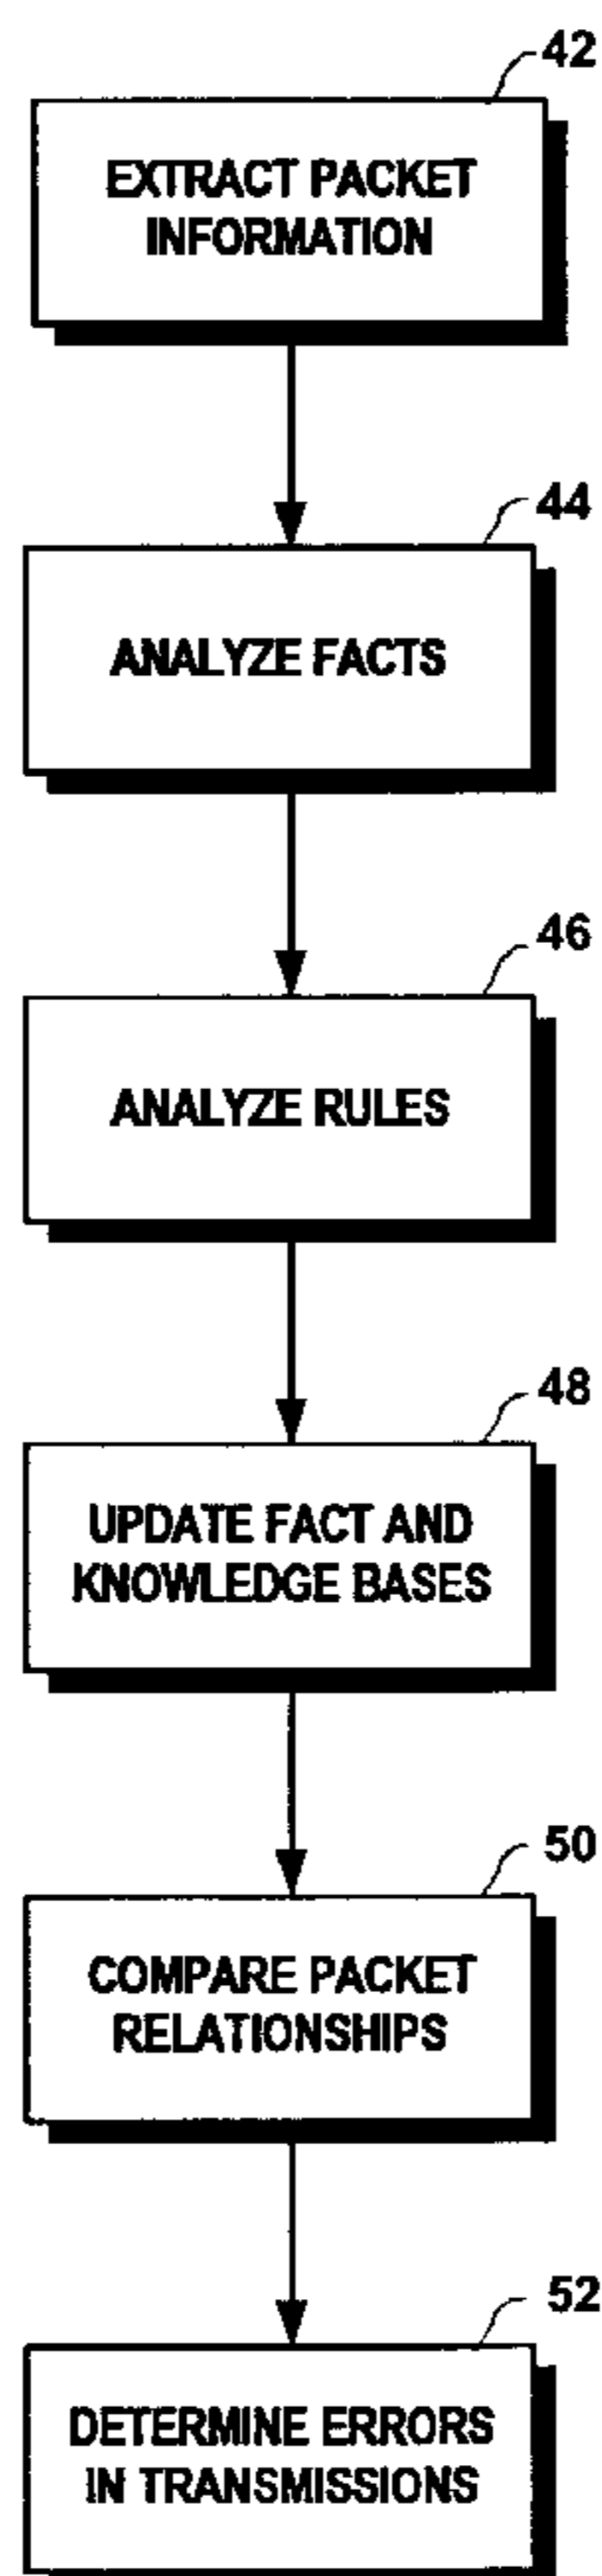 42
EXTRACT PACKET
INFORMATION
44
ANALYZE FACTS
46
ANALYZE RULES
48
UPDATE FACT AND
KNOWLEDGE BASES
50
COMPARE PACKET
RELATIONSHIPS
52
DETERMINE ERRORS
IN TRANSMISSIONS